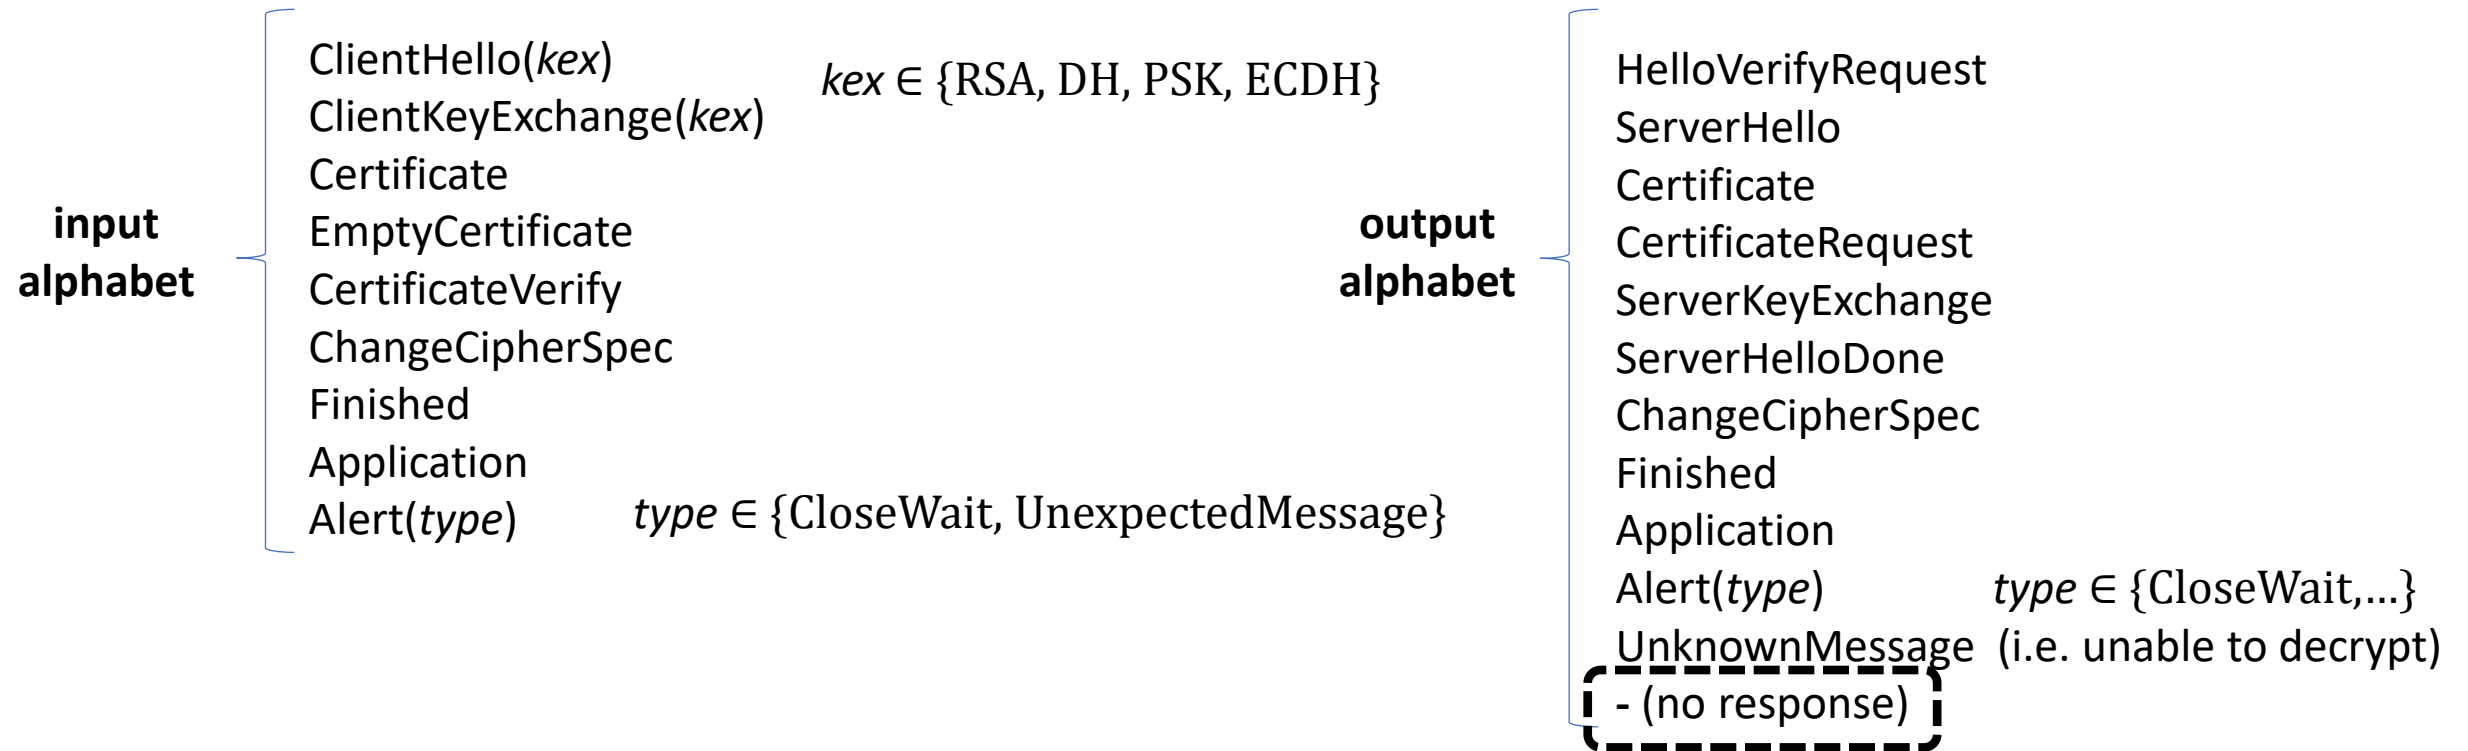 input
alphabet
ClientHello(kex)
ClientKeyExchange(kex)
Certificate
EmptyCertificate
CertificateVerify
ChangeCipherSpec
Finished
Application
Alert(type)
kex ∈ {RSA, DH, PSK, ECDH}
type ∈ {CloseWait, UnexpectedMessage}
output
alphabet
HelloVerifyRequest
ServerHello
Certificate
CertificateRequest
ServerKeyExchange
ServerHelloDone
ChangeCipherSpec
Finished
Application
Alert(type) type ∈ {CloseWait,...}
UnknownMessage (i.e. unable to decrypt)
- (no response)